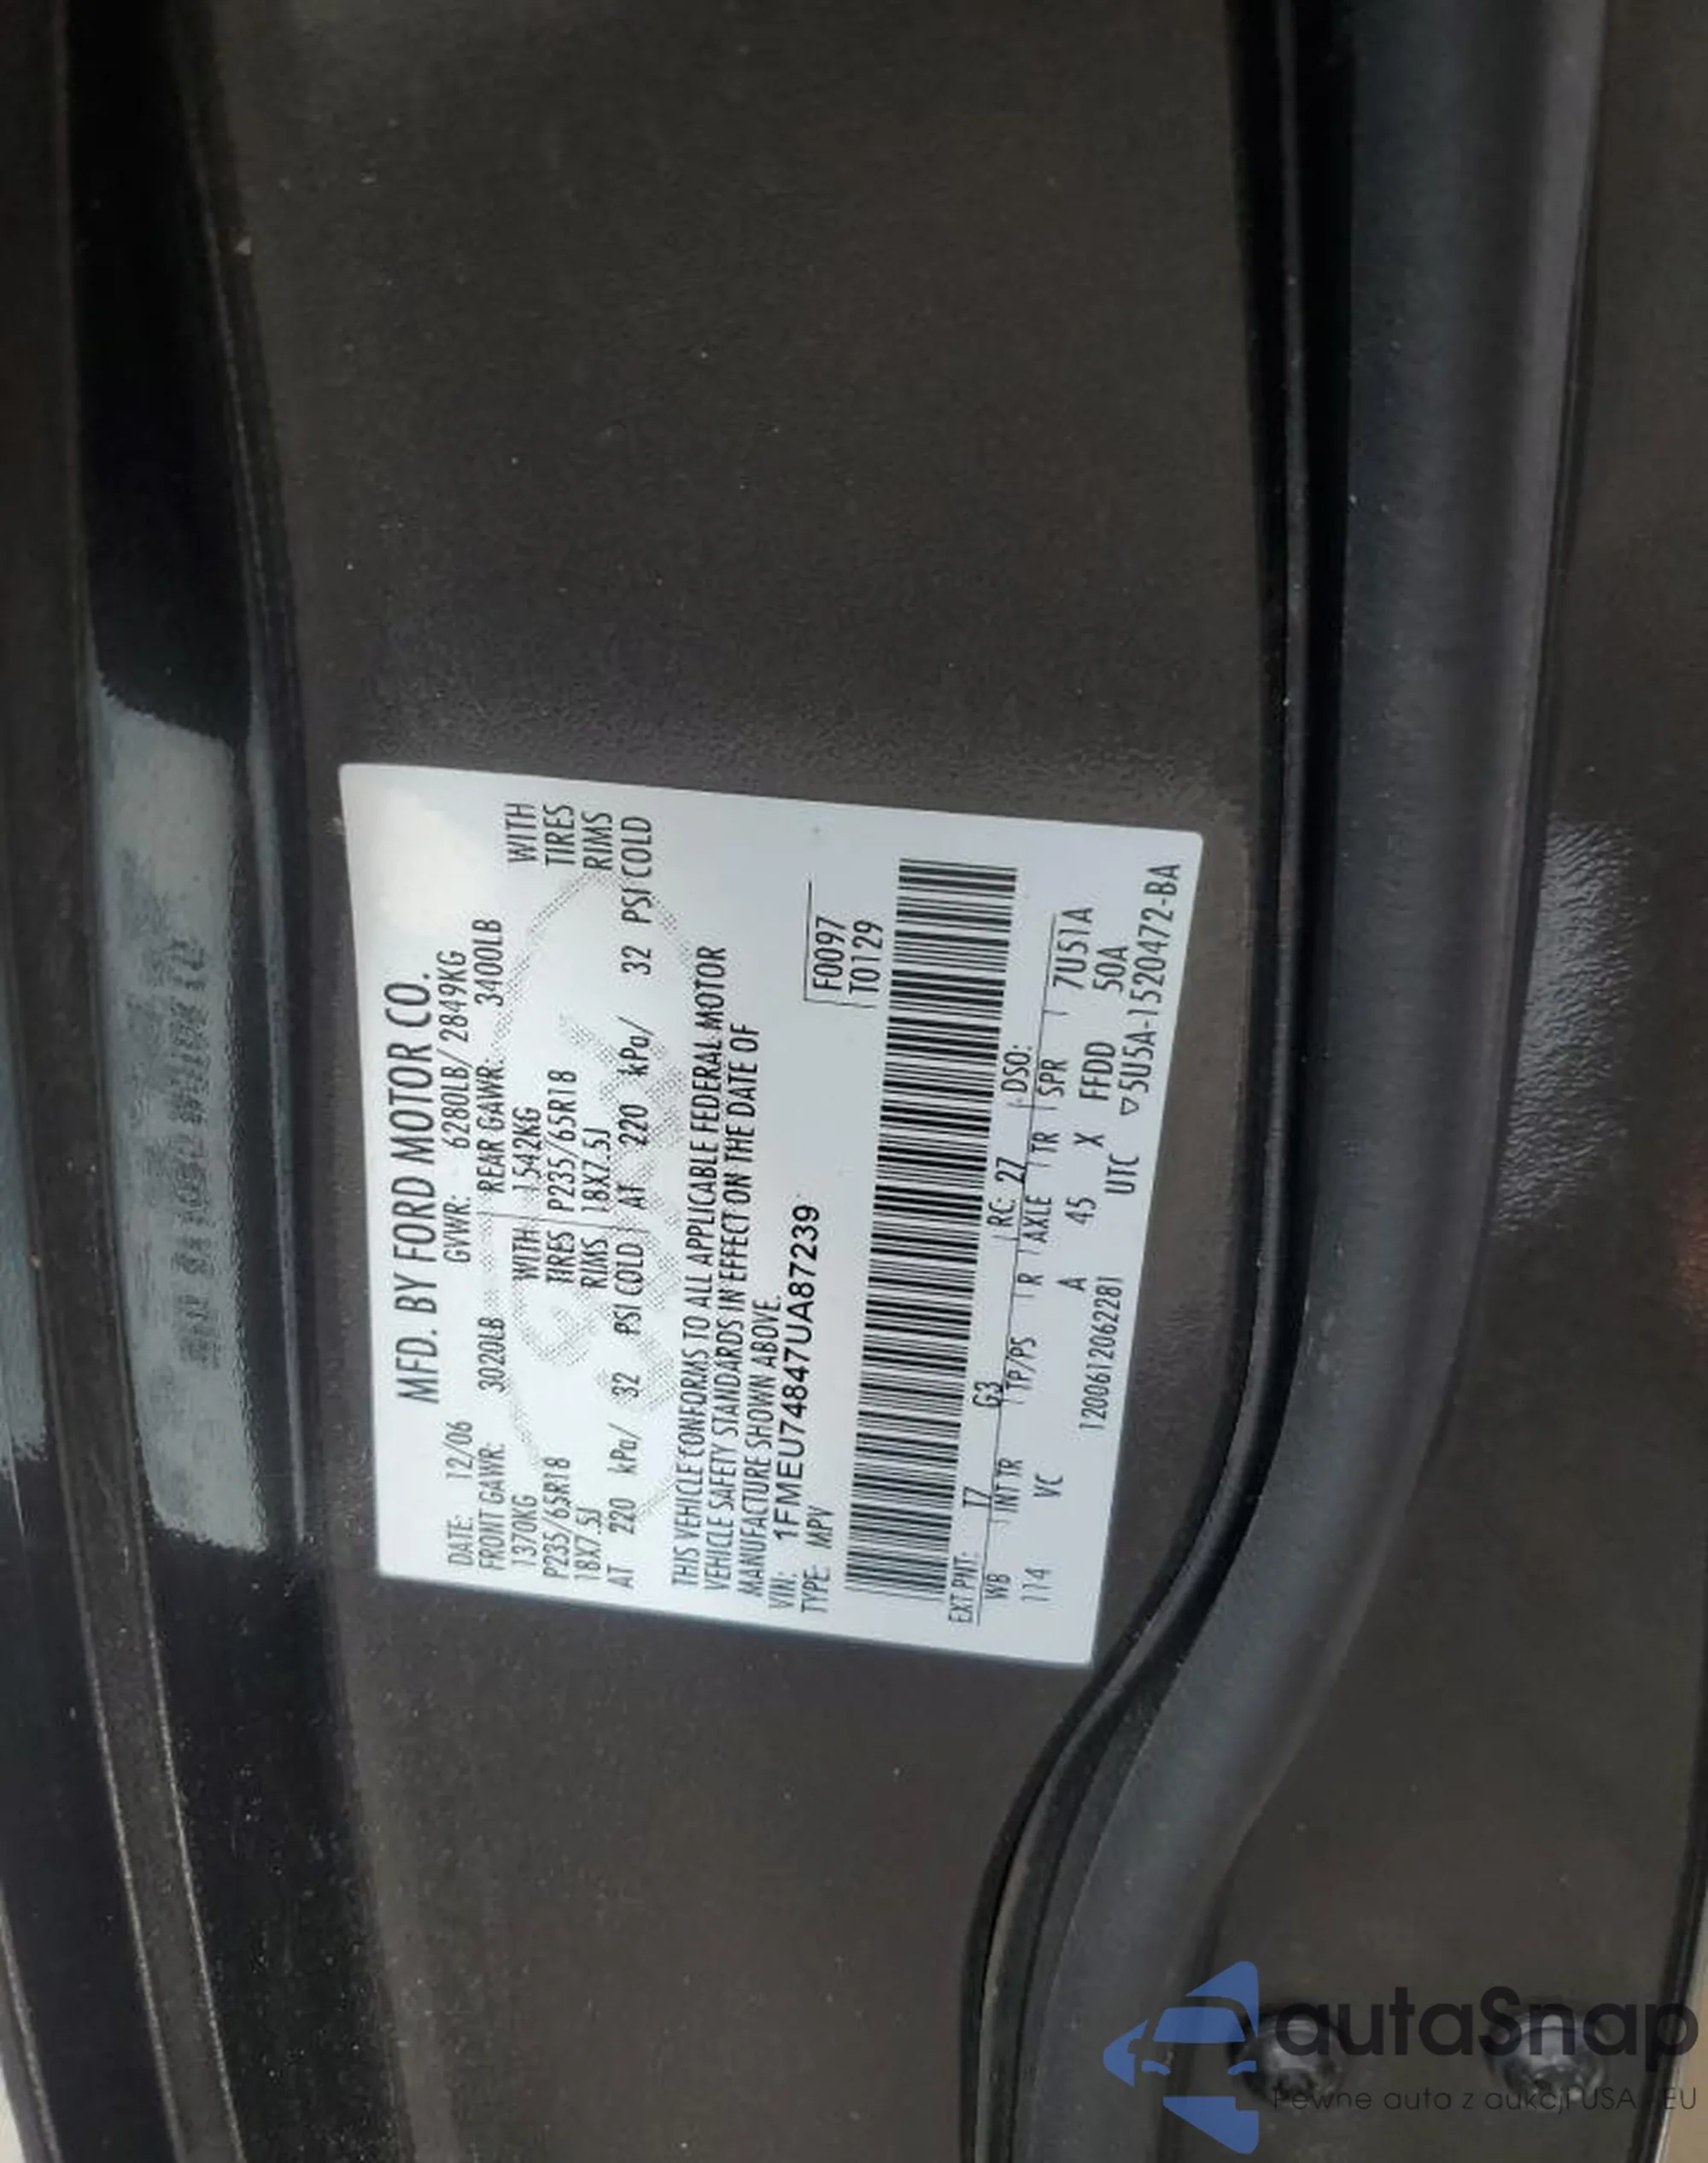 MFD. BY FORD MOTOR CO.
DATE: 12/06 GVWR: 6280LB/ 2849KG
FRONT GAWR: 3020LB REAR GAWR: 3400LB
1370KG WITH 1542KG WITH
P235/65R18 TIRES P235/65R18 TIRES
18X7.5J RIMS 18X7.5J RIMS
AT 220 kPa/ 32 PSI COLD AT 220 kPa/ 32 PSI COLD
THIS VEHICLE CONFORMS TO ALL APPLICABLE FEDERAL MOTOR
VEHICLE SAFETY STANDARDS IN EFFECT ON THE DATE OF
MANUFACTURE SHOWN ABOVE.
VIN: 1FMEU74847UA87239
TYPE: MPV
F0097
T0129
EXT PNT: T7 G3 RC: 27 DSO:
WB INT TR TP/PS R AXLE TR SPR 7U51A
114 VC A 45 X FFDD 50A
1200612062281 UTC ▽5U5A-1520472-BA
autaSnap
Pewne auta z aukcji USA i EU